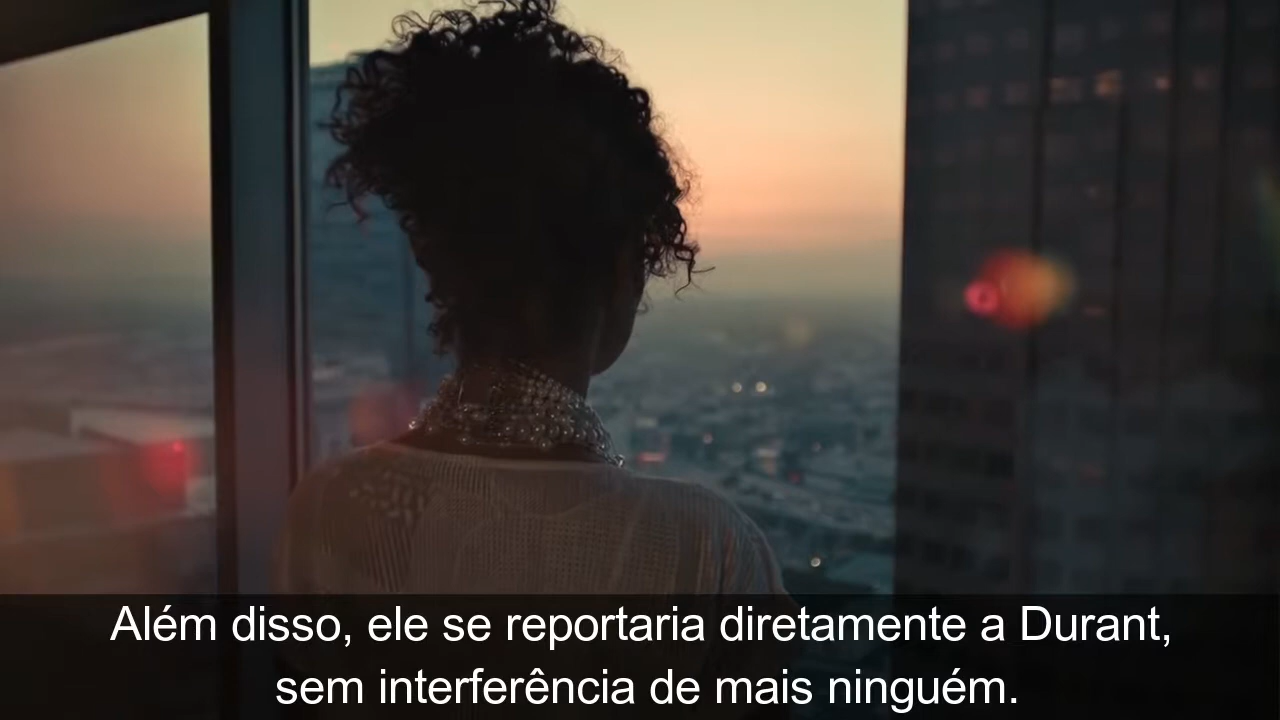 Além disso, ele se reportaria diretamente a Durant,
sem interferência de mais ninguém.